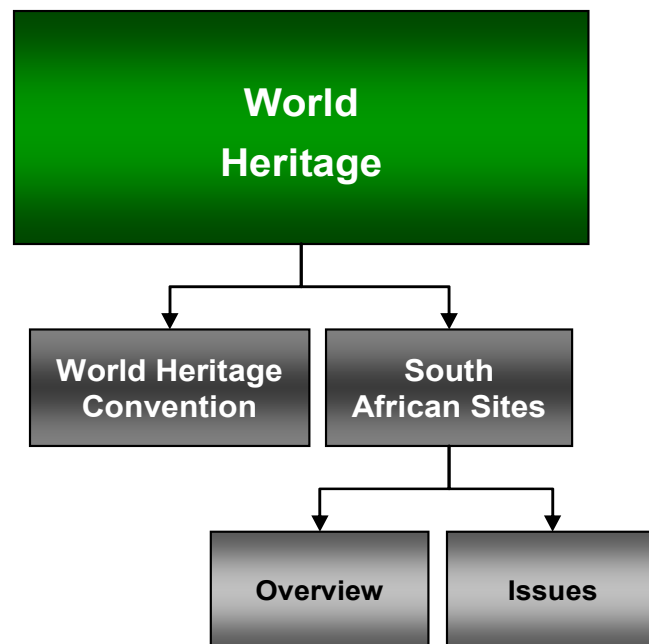 World
Heritage
World Heritage
Convention
South
African Sites
Overview
Issues